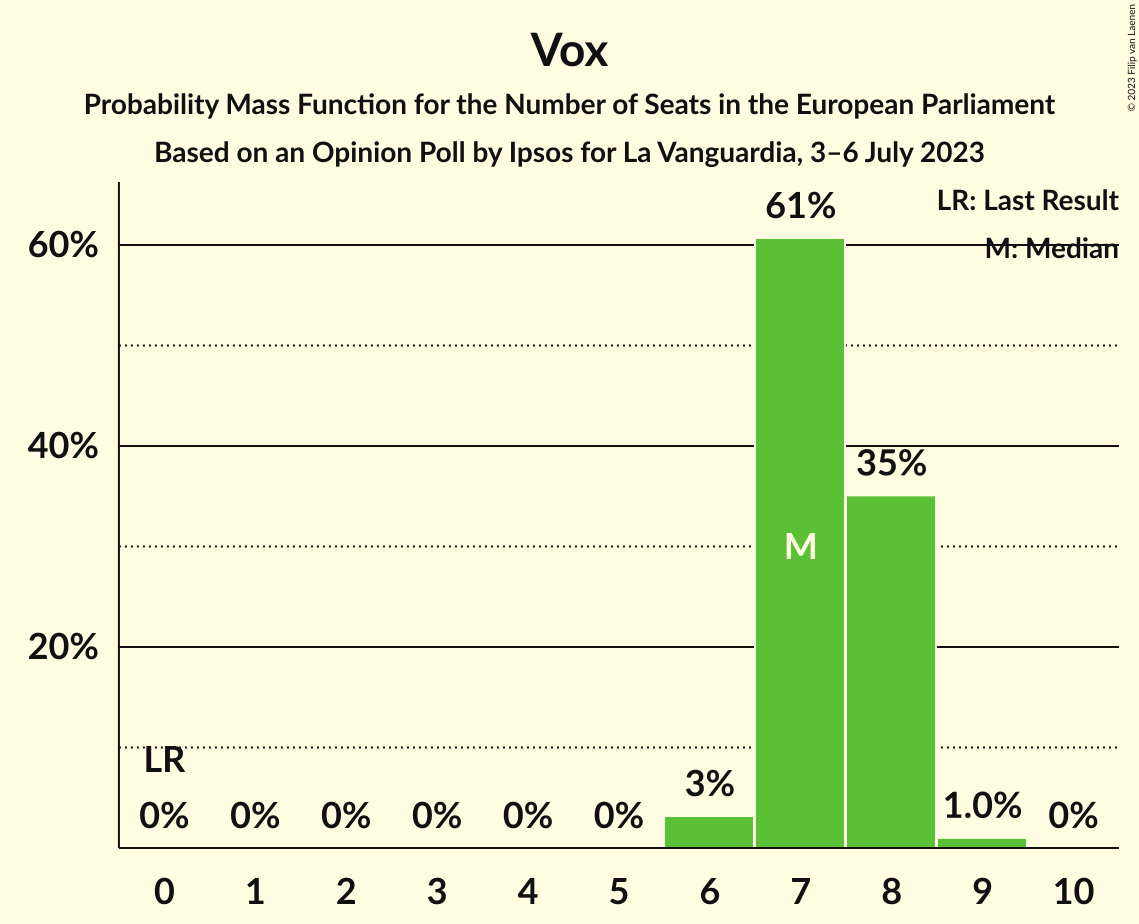 Vox
Probability Mass Function for the Number of Seats in the European Parliament
Based on an Opinion Poll by Ipsos for La Vanguardia, 3–6 July 2023
© 2023 Filip van Laenen
LR: Last Result
M: Median
60%
40%
20%
61%
35%
M
LR
0% 0% 0% 0% 0% 0% 3% 1.0% 0%
0 1 2 3 4 5 6 7 8 9 10